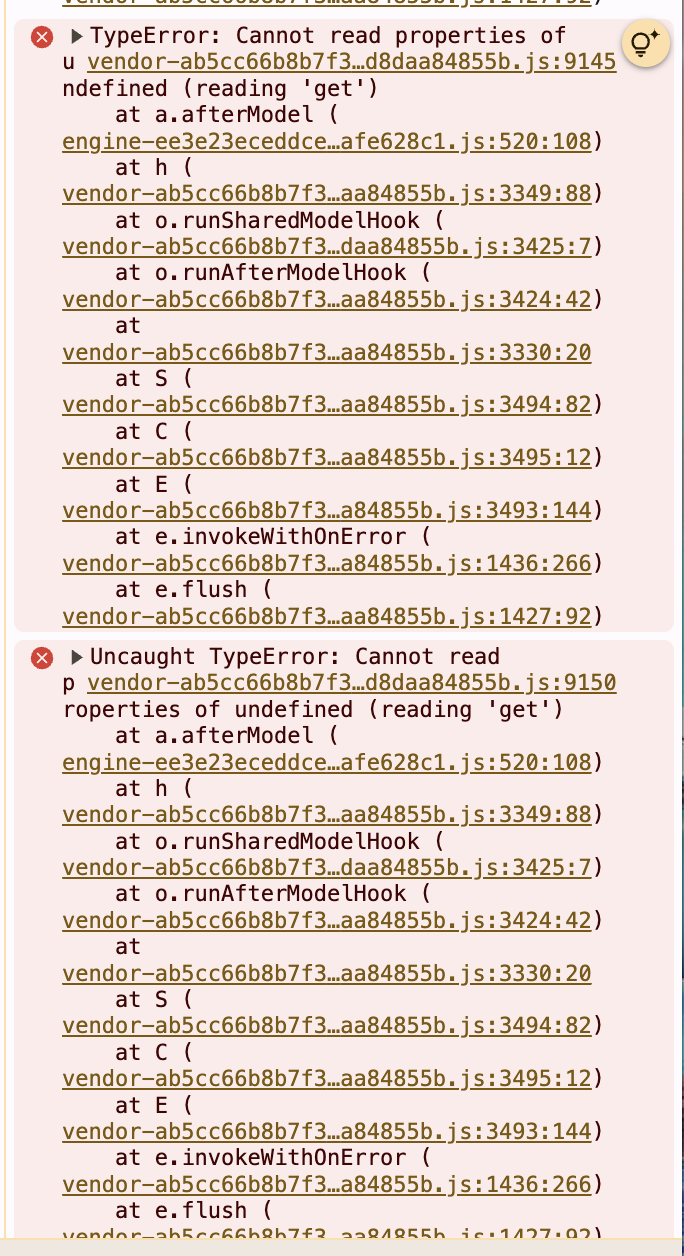 TypeError: Cannot read properties of
u vendor-ab5cc66b8b7f3…d8daa84855b.js:9145
ndefined (reading 'get')
at a.afterModel (
engine-ee3e23eceddce…afe628c1.js:520:108)
at h (
vendor-ab5cc66b8b7f3…aa84855b.js:3349:88)
at o.runSharedModelHook (
vendor-ab5cc66b8b7f3…daa84855b.js:3425:7)
at o.runAfterModelHook (
vendor-ab5cc66b8b7f3…aa84855b.js:3424:42)
at
vendor-ab5cc66b8b7f3…aa84855b.js:3330:20
at S (
vendor-ab5cc66b8b7f3…aa84855b.js:3494:82)
at C (
vendor-ab5cc66b8b7f3…aa84855b.js:3495:12)
at E (
vendor-ab5cc66b8b7f3…a84855b.js:3493:144)
at e.invokeWithOnError (
vendor-ab5cc66b8b7f3…a84855b.js:1436:266)
at e.flush (
vendor-ab5cc66b8b7f3…aa84855b.js:1427:92)
Uncaught TypeError: Cannot read
p vendor-ab5cc66b8b7f3…d8daa84855b.js:9150
roperties of undefined (reading 'get')
at a.afterModel (
engine-ee3e23eceddce…afe628c1.js:520:108)
at h (
vendor-ab5cc66b8b7f3…aa84855b.js:3349:88)
at o.runSharedModelHook (
vendor-ab5cc66b8b7f3…daa84855b.js:3425:7)
at o.runAfterModelHook (
vendor-ab5cc66b8b7f3…aa84855b.js:3424:42)
at
vendor-ab5cc66b8b7f3…aa84855b.js:3330:20
at S (
vendor-ab5cc66b8b7f3…aa84855b.js:3494:82)
at C (
vendor-ab5cc66b8b7f3…aa84855b.js:3495:12)
at E (
vendor-ab5cc66b8b7f3…a84855b.js:3493:144)
at e.invokeWithOnError (
vendor-ab5cc66b8b7f3…a84855b.js:1436:266)
at e.flush (
vendor-ab5cc66b8b7f3…aa84855b.js:1427:92)